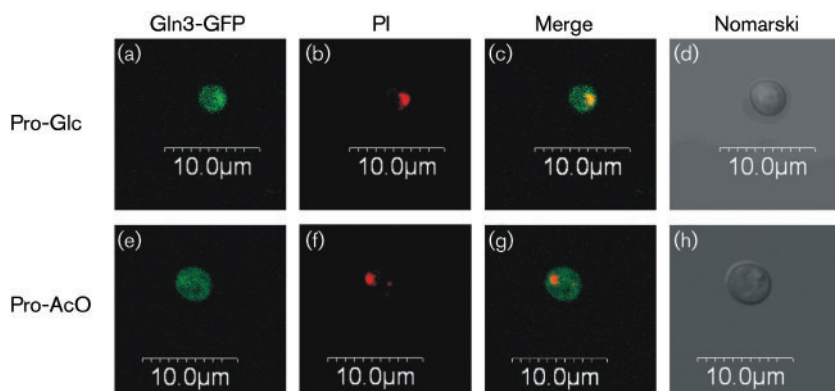 Gln3-GFP PI Merge Nomarski
Pro-Glc
(a) (b) (c) (d)
10.0µm 10.0µm 10.0µm 10.0µm
Pro-AcO
(e) (f) (g) (h)
10.0µm 10.0µm 10.0µm 10.0µm